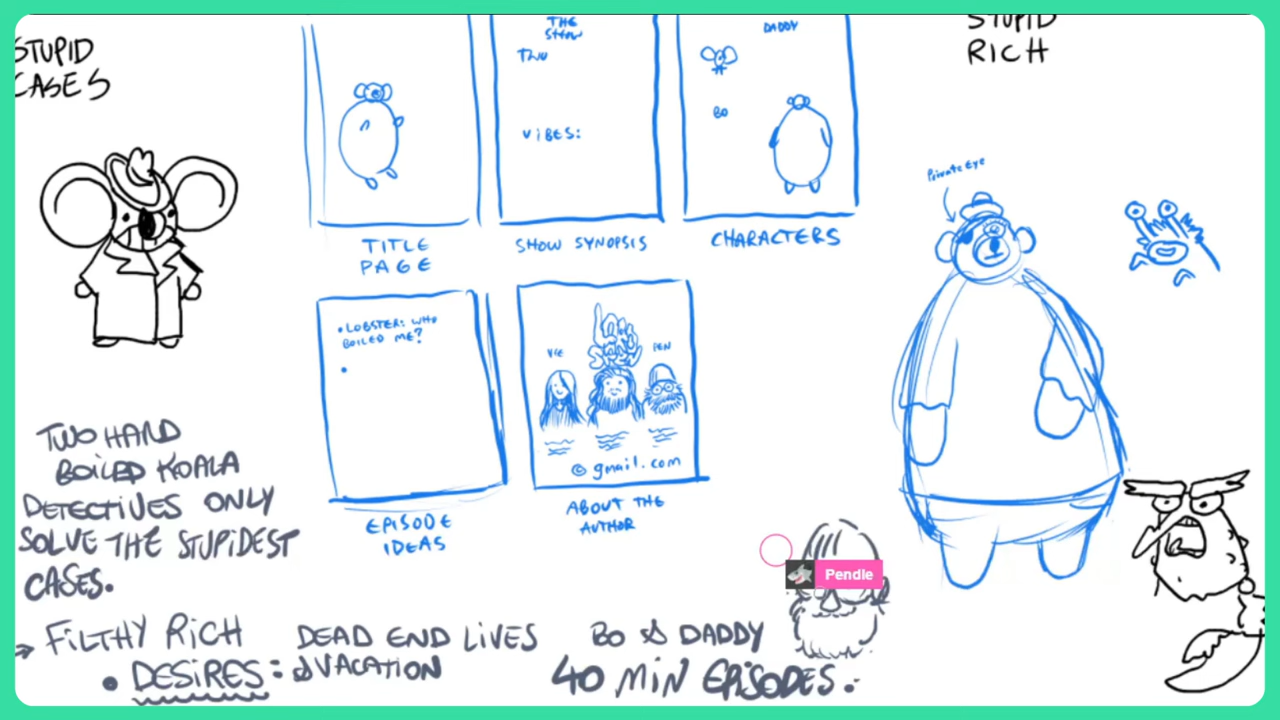 STUPID
CASES
THE
SHOW
TWO
VIBES:
DADDY
BO
STUPID
RICH
Private Eye
TITLE
PAGE
SHOW SYNOPSIS
CHARACTERS
• LOBSTER: WHO
BOILED ME?
•
VIE
PEN
© gmail.com
EPISODE
IDEAS
ABOUT THE
AUTHOR
TWO HARD
BOILED KOALA
DETECTIVES ONLY
SOLVE THE STUPIDEST
CASES.
Pendle
→ FILTHY RICH
• DESIRES:
DEAD END LIVES
VACATION
BO & DADDY
40 MIN EPISODES.